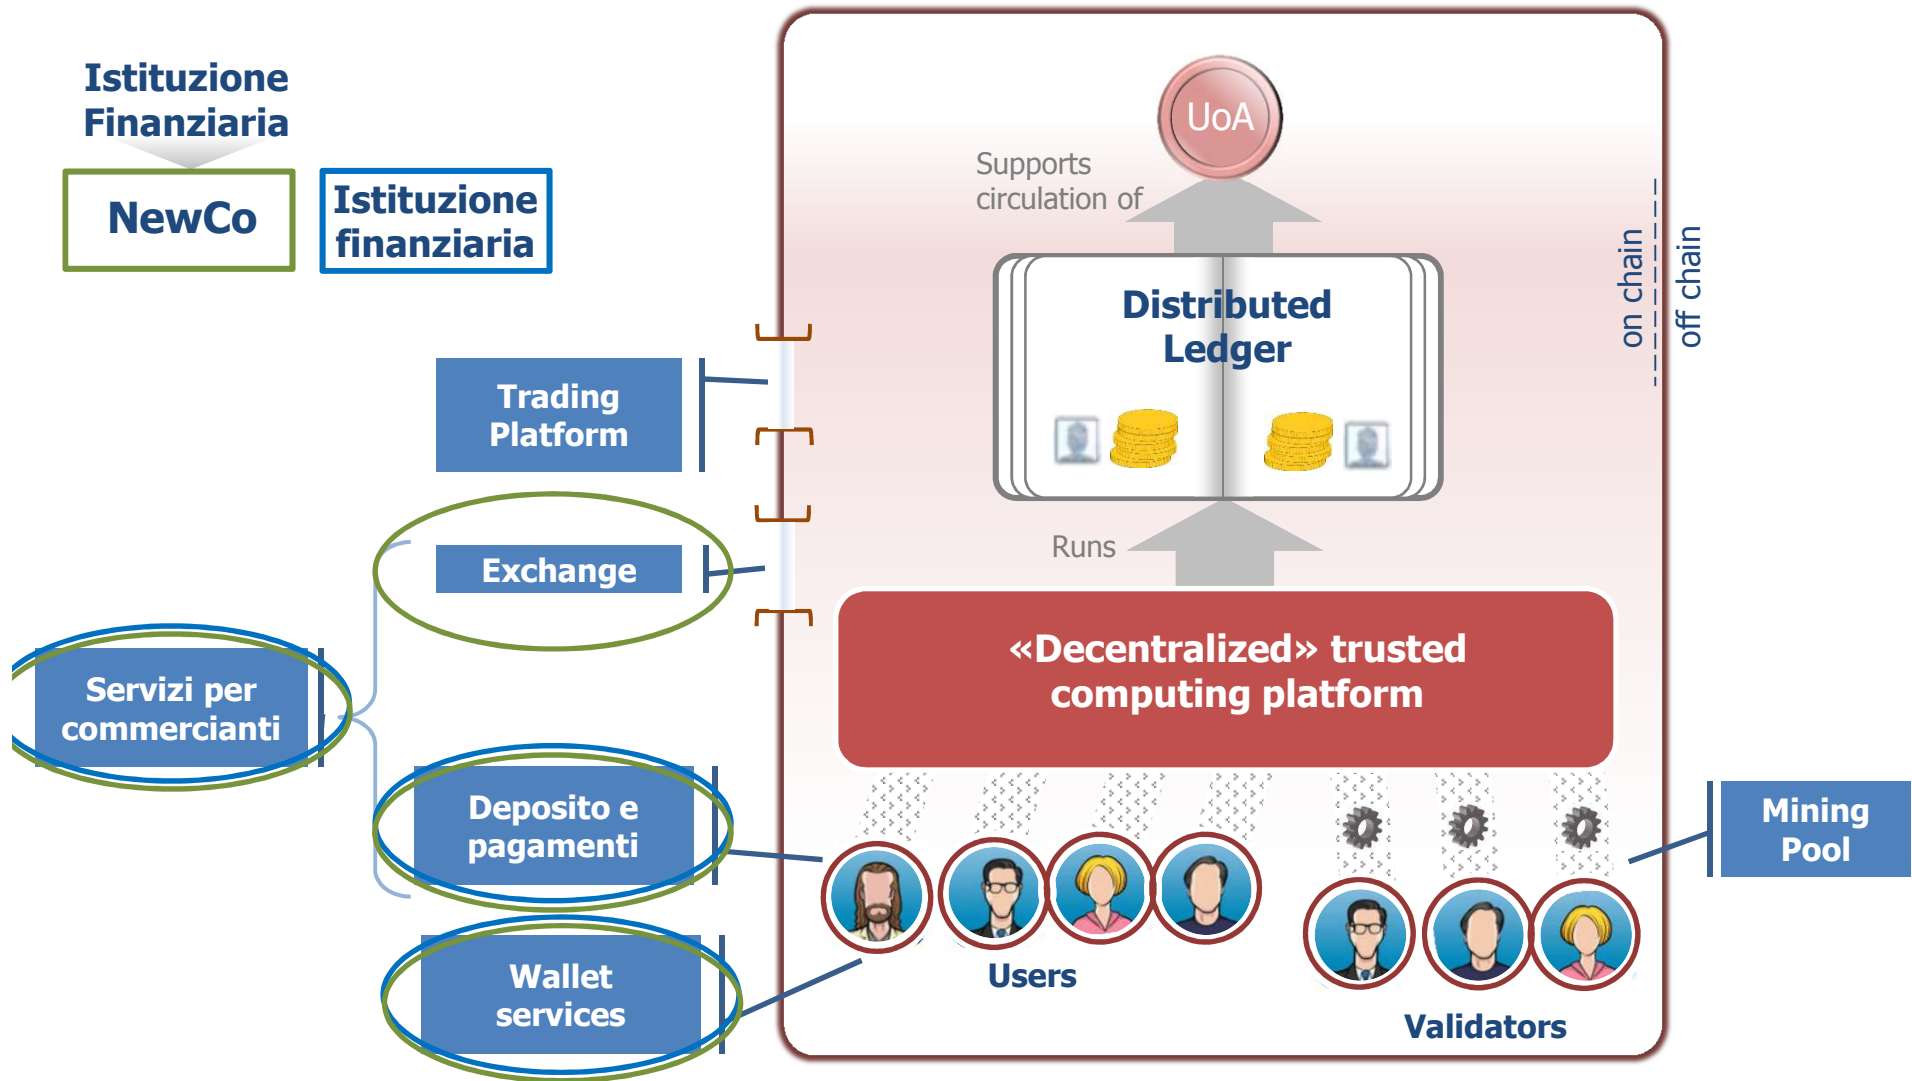 Istituzione
Finanziaria
NewCo
Istituzione
finanziaria
UoA
Supports
circulation of
on chain
off chain
Distributed
Ledger
Trading
Platform
Runs
Exchange
«Decentralized» trusted
computing platform
Servizi per
commercianti
Deposito e
pagamenti
Mining
Pool
Wallet
services
Users
Validators